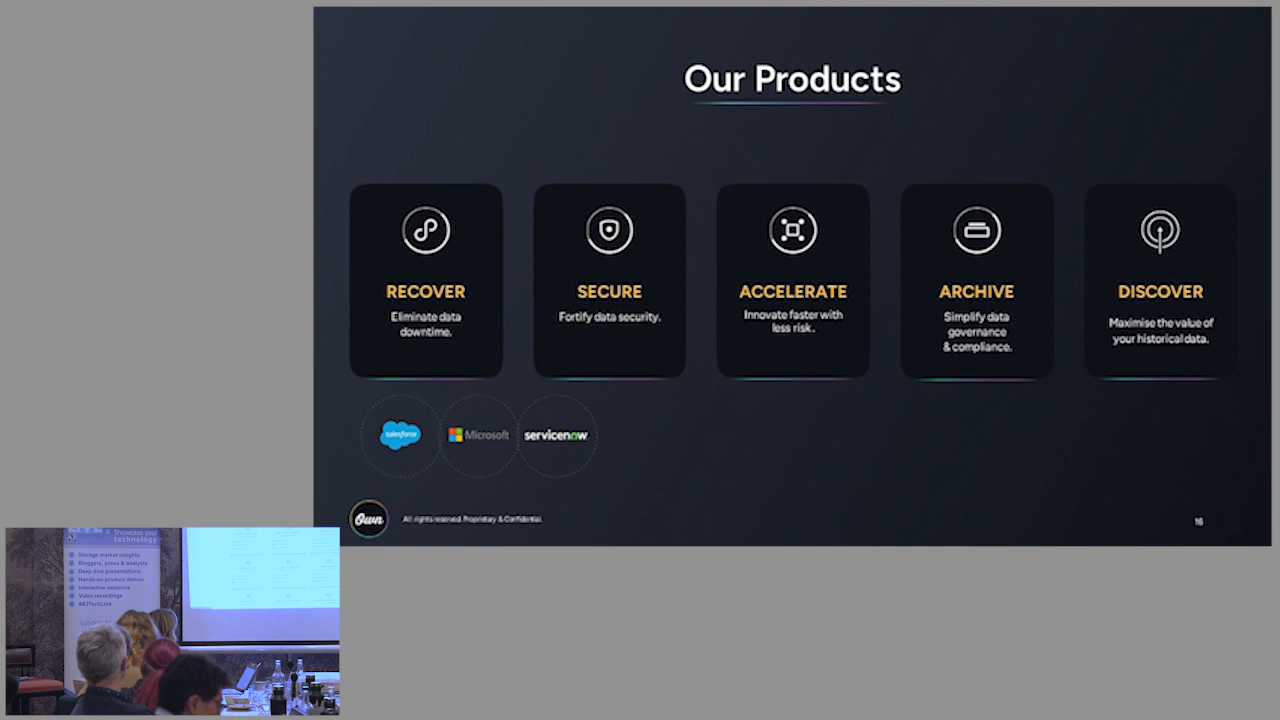 Our Products
RECOVER
Eliminate data
downtime.
SECURE
Fortify data security.
ACCELERATE
Innovate faster with
less risk.
ARCHIVE
Simplify data
governance
& compliance.
DISCOVER
Maximise the value of
your historical data.
salesforce
Microsoft
servicenow
Own
All rights reserved. Proprietary & Confidential.
16
Showcase your
technology
Storage market insights
Bloggers, press & analysts
Deep dive presentations
Hands-on product demos
Interactive sessions
Video recordings
#A3TechLive